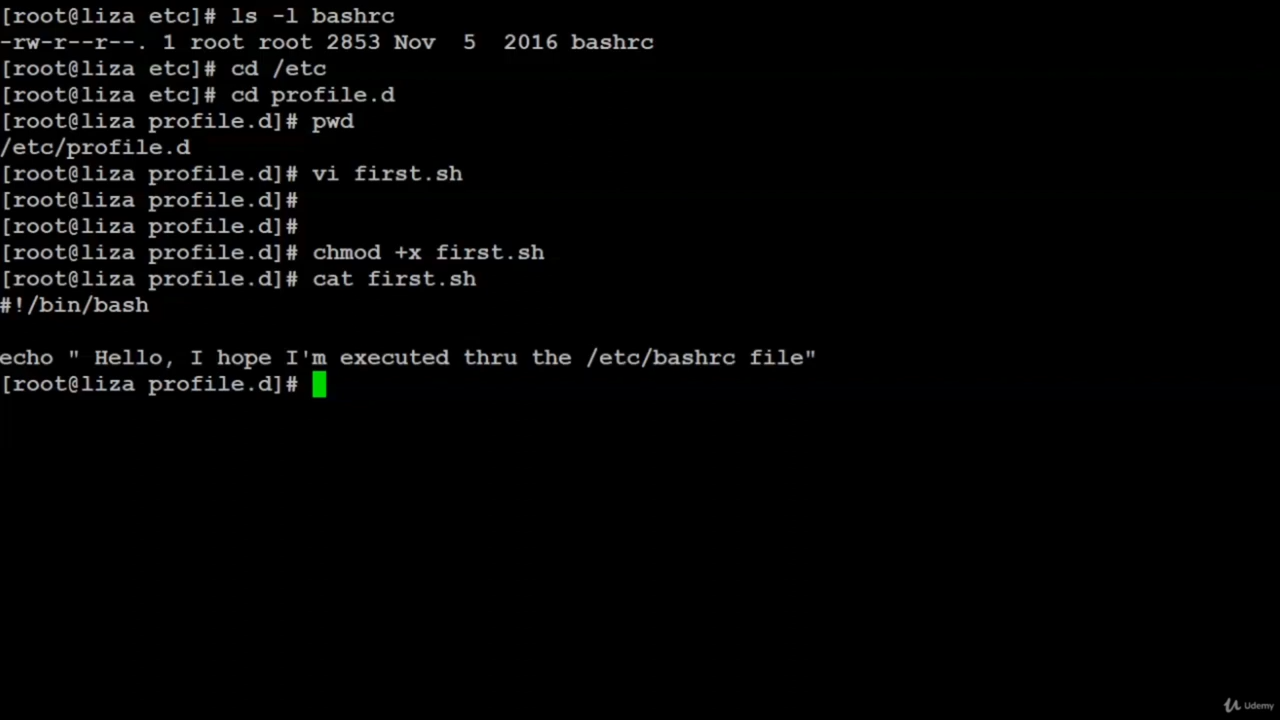 [root@liza etc]# ls -l bashrc
-rw-r--r--. 1 root root 2853 Nov  5  2016 bashrc
[root@liza etc]# cd /etc
[root@liza etc]# cd profile.d
[root@liza profile.d]# pwd
/etc/profile.d
[root@liza profile.d]# vi first.sh
[root@liza profile.d]#
[root@liza profile.d]#
[root@liza profile.d]# chmod +x first.sh
[root@liza profile.d]# cat first.sh
#!/bin/bash
echo " Hello, I hope I'm executed thru the /etc/bashrc file"
[root@liza profile.d]#
Udemy